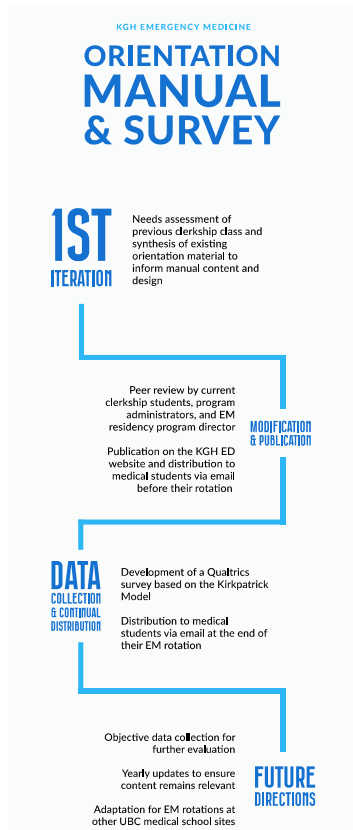 KGH EMERGENCY MEDICINE
ORIENTATION
MANUAL
& SURVEY
1ST
ITERATION
Needs assessment of
previous clerkship class and
synthesis of existing
orientation material to
inform manual content and
design
Peer review by current
clerkship students, program
administrators, and EM
residency program director
Publication on the KGH ED
website and distribution to
medical students via email
before their rotation
MODIFICATION
& PUBLICATION
DATA
COLLECTION
& CONTINUAL
DISTRIBUTION
Development of a Qualtrics
survey based on the Kirkpatrick
Model
Distribution to medical
students via email at the end of
their EM rotation
Objective data collection for
further evaluation
Yearly updates to ensure
content remains relevant
Adaptation for EM rotations at
other UBC medical school sites
FUTURE
DIRECTIONS